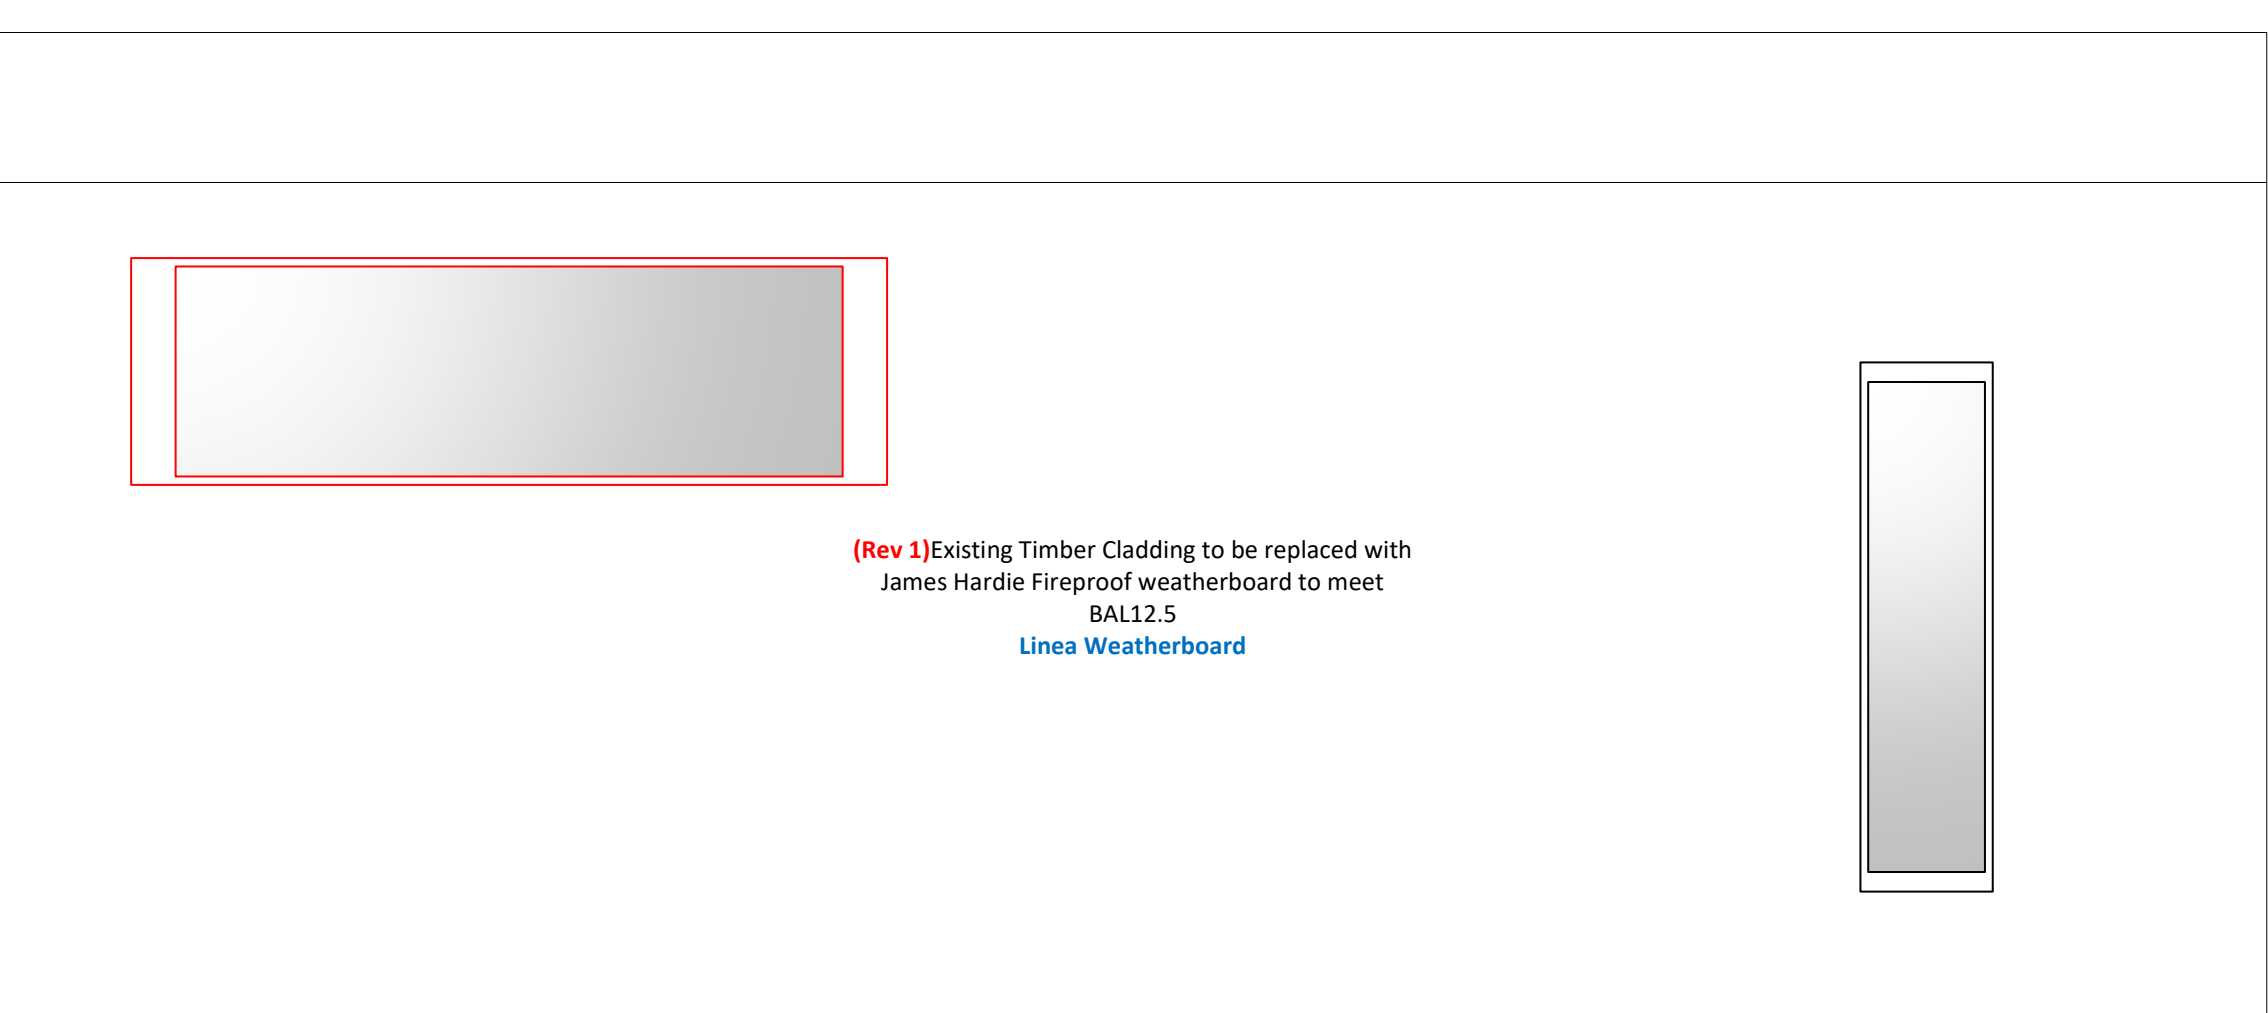 (Rev 1)Existing Timber Cladding to be replaced with
James Hardie Fireproof weatherboard to meet
BAL12.5
Linea Weatherboard